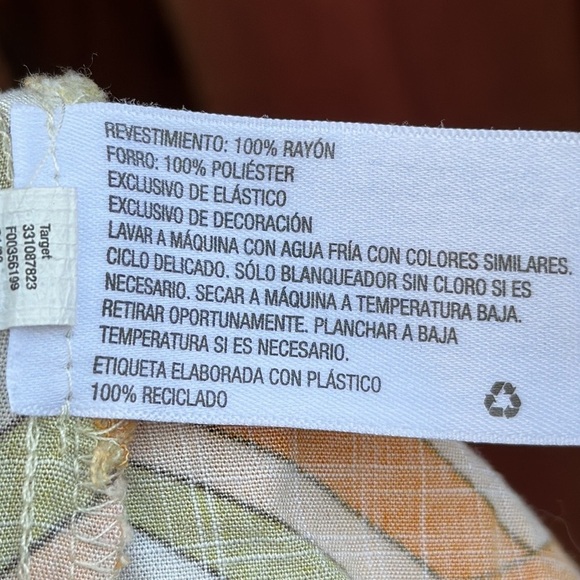 REVESTIMIENTO: 100% RAYÓN
FORRO: 100% POLIÉSTER
EXCLUSIVO DE ELÁSTICO
EXCLUSIVO DE DECORACIÓN
LAVAR A MÁQUINA CON AGUA FRÍA CON COLORES SIMILARES.
CICLO DELICADO. SÓLO BLANQUEADOR SIN CLORO SI ES
NECESARIO. SECAR A MÁQUINA A TEMPERATURA BAJA.
RETIRAR OPORTUNAMENTE. PLANCHAR A BAJA
TEMPERATURA SI ES NECESARIO.
ETIQUETA ELABORADA CON PLÁSTICO
100% RECICLADO
Target
331087823
F00956199